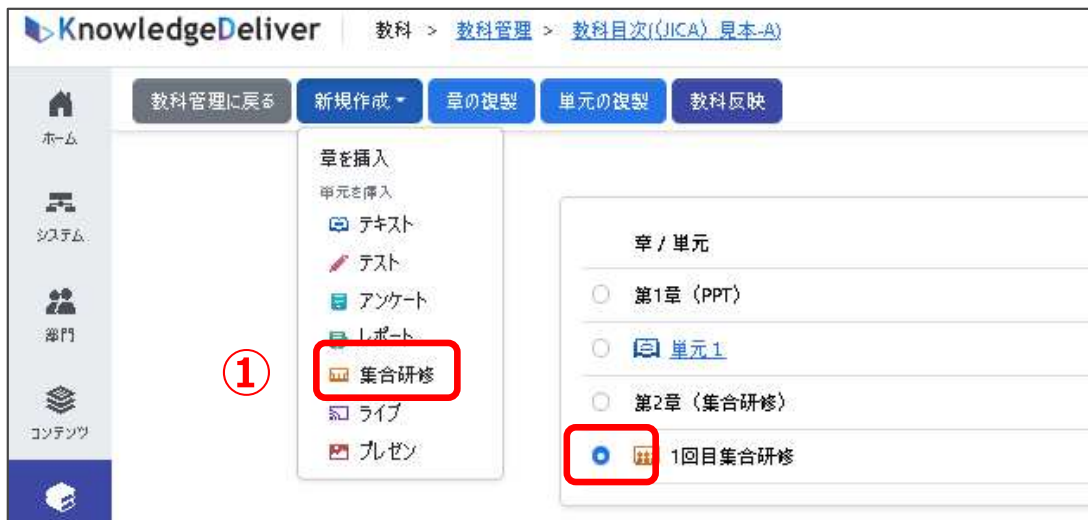 KnowledgeDeliver 教科 > 教科管理 > 教科目次((JICA) 見本-A)
教科管理に戻る 新規作成 章の複製 単元の複製 教科反映
ホーム
章を挿入
単元を挿入
システム
テキスト
章 / 単元
テスト
第1章（PPT）
アンケート
部門
レポート
単元1
①
集合研修
第2章（集合研修）
ライブ
コンテンツ
プレゼン
1回目集合研修